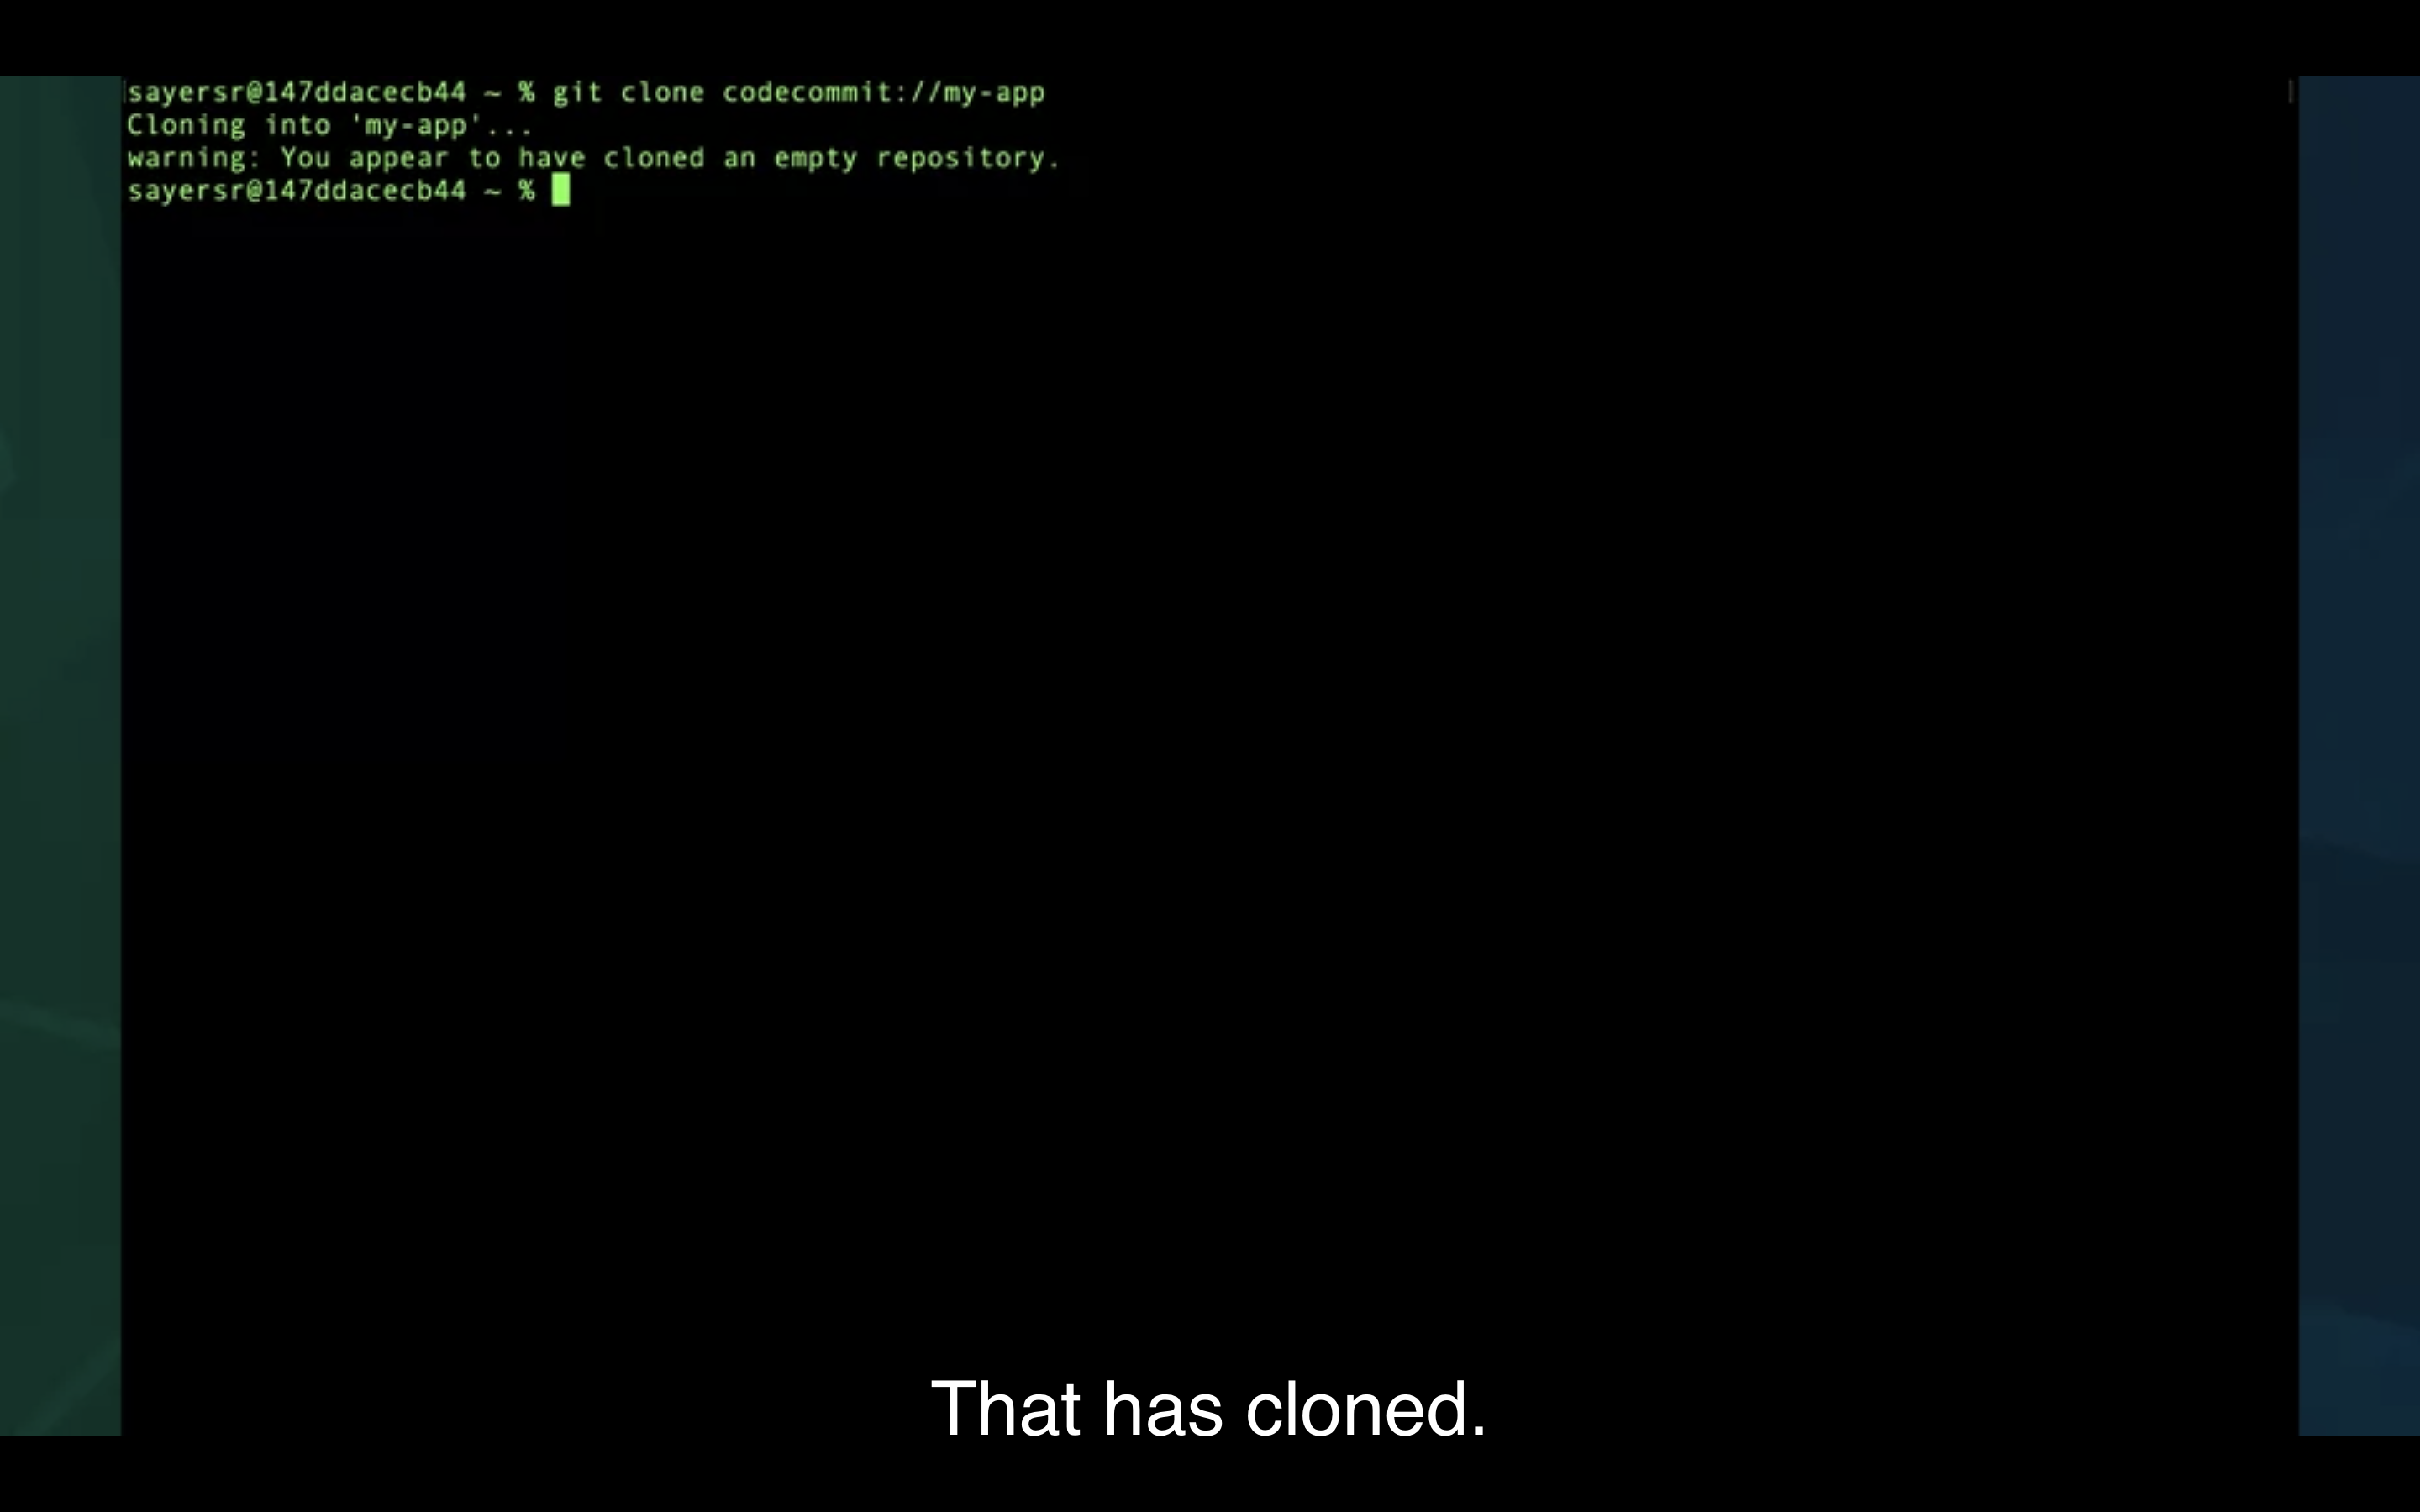 sayersr@147ddacecb44 ~ % git clone codecommit://my-app
Cloning into 'my-app'...
warning: You appear to have cloned an empty repository.
sayersr@147ddacecb44 ~ %
That has cloned.